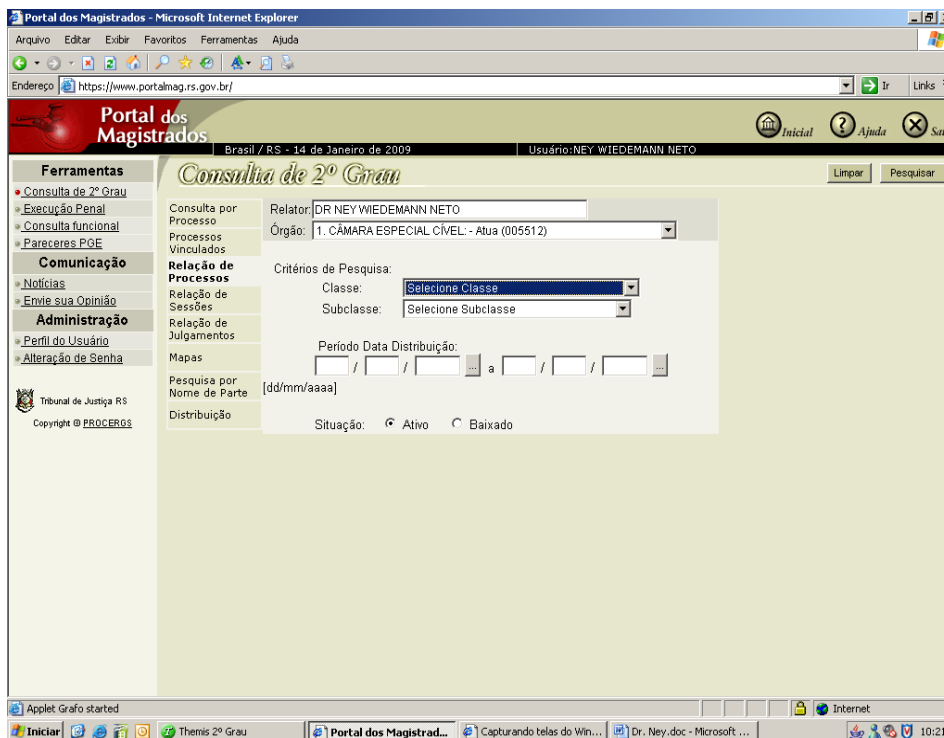 Portal dos Magistrados - Microsoft Internet Explorer
Arquivo Editar Exibir Favoritos Ferramentas Ajuda
Endereço https://www.portalmag.rs.gov.br/ Ir Links
Portal dos
Magistrados
Inicial Ajuda
Brasil / RS - 14 de Janeiro de 2009 Usuário:NEY WIEDEMANN NETO
Ferramentas
Consulta de 2º Grau
Execução Penal
Consulta funcional
Pareceres PGE
Comunicação
Notícias
Envie sua Opinião
Administração
Perfil do Usuário
Alteração de Senha
Tribunal de Justiça RS
Copyright @ PROCERGS
Consulta de 2º Grau
Limpar Pesquisar
Consulta por
Processo
Processos
Vinculados
Relação de
Processos
Relação de
Sessões
Relação de
Julgamentos
Mapas
Pesquisa por
Nome de Parte
Distribuição
Relator: DR NEY WIEDEMANN NETO
Órgão: 1. CÂMARA ESPECIAL CÍVEL: - Atua (005512)
Critérios de Pesquisa:
Classe: Selecione Classe
Subclasse: Selecione Subclasse
Período Data Distribuição:
/ / ... a / / ...
[dd/mm/aaaa]
Situação: Ativo Baixado
Applet Grafo started Internet
Iniciar Themis 2º Grau Portal dos Magistrad... Capturando telas do Win... Dr. Ney.doc - Microsoft ... 10:21